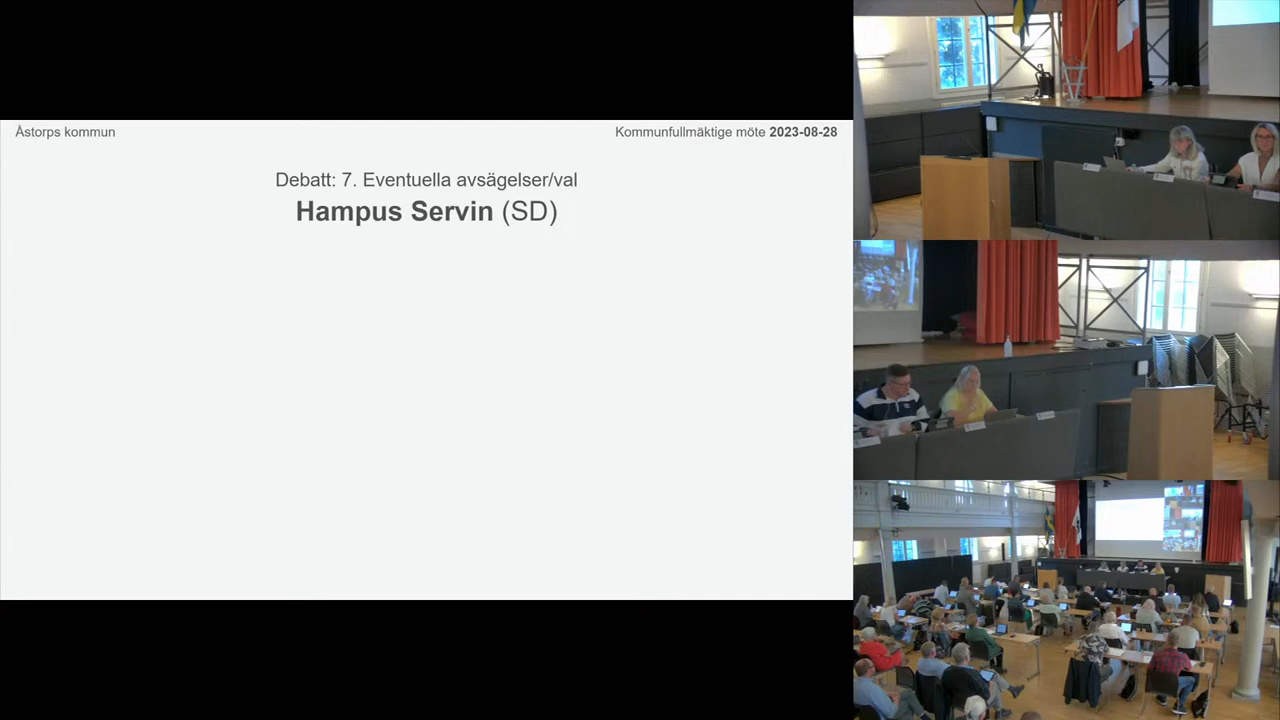 Åstorps kommun
Kommunfullmäktige möte 2023-08-28
Debatt: 7. Eventuella avsägelser/val
Hampus Servin (SD)